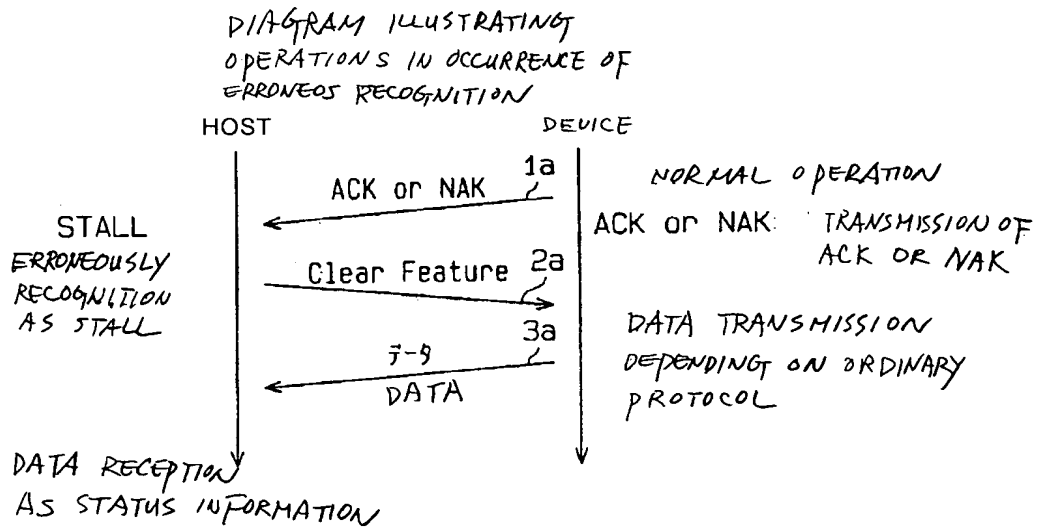 DIAGRAM ILLUSTRATING
OPERATIONS IN OCCURRENCE OF
ERRONEOS RECOGNITION
HOST
DEVICE
1a
ACK or NAK
NORMAL OPERATION
STALL
ACK or NAK: TRANSMISSION OF
ACK OR NAK
ERRONEOUSLY
RECOGNITION
AS STALL
Clear Feature
2a
3a
データ
DATA
DATA TRANSMISSION
DEPENDING ON ORDINARY
PROTOCOL
DATA RECEPTION
AS STATUS INFORMATION